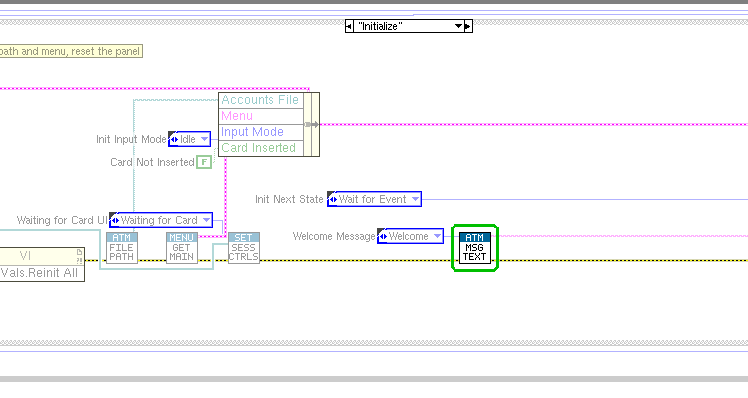 "Initialize"
path and menu, reset the panel
Accounts File
Menu
Input Mode
Card Inserted
Init Input Mode
Idle
Card Not Inserted
F
Init Next State
Wait for Event
Waiting for Card UI
Waiting for Card
Welcome Message
Welcome
ATM
FILE
PATH
MENU
GET
MAIN
SET
SESS
CTRLS
ATM
MSG
TEXT
VI
Vals.Reinit All